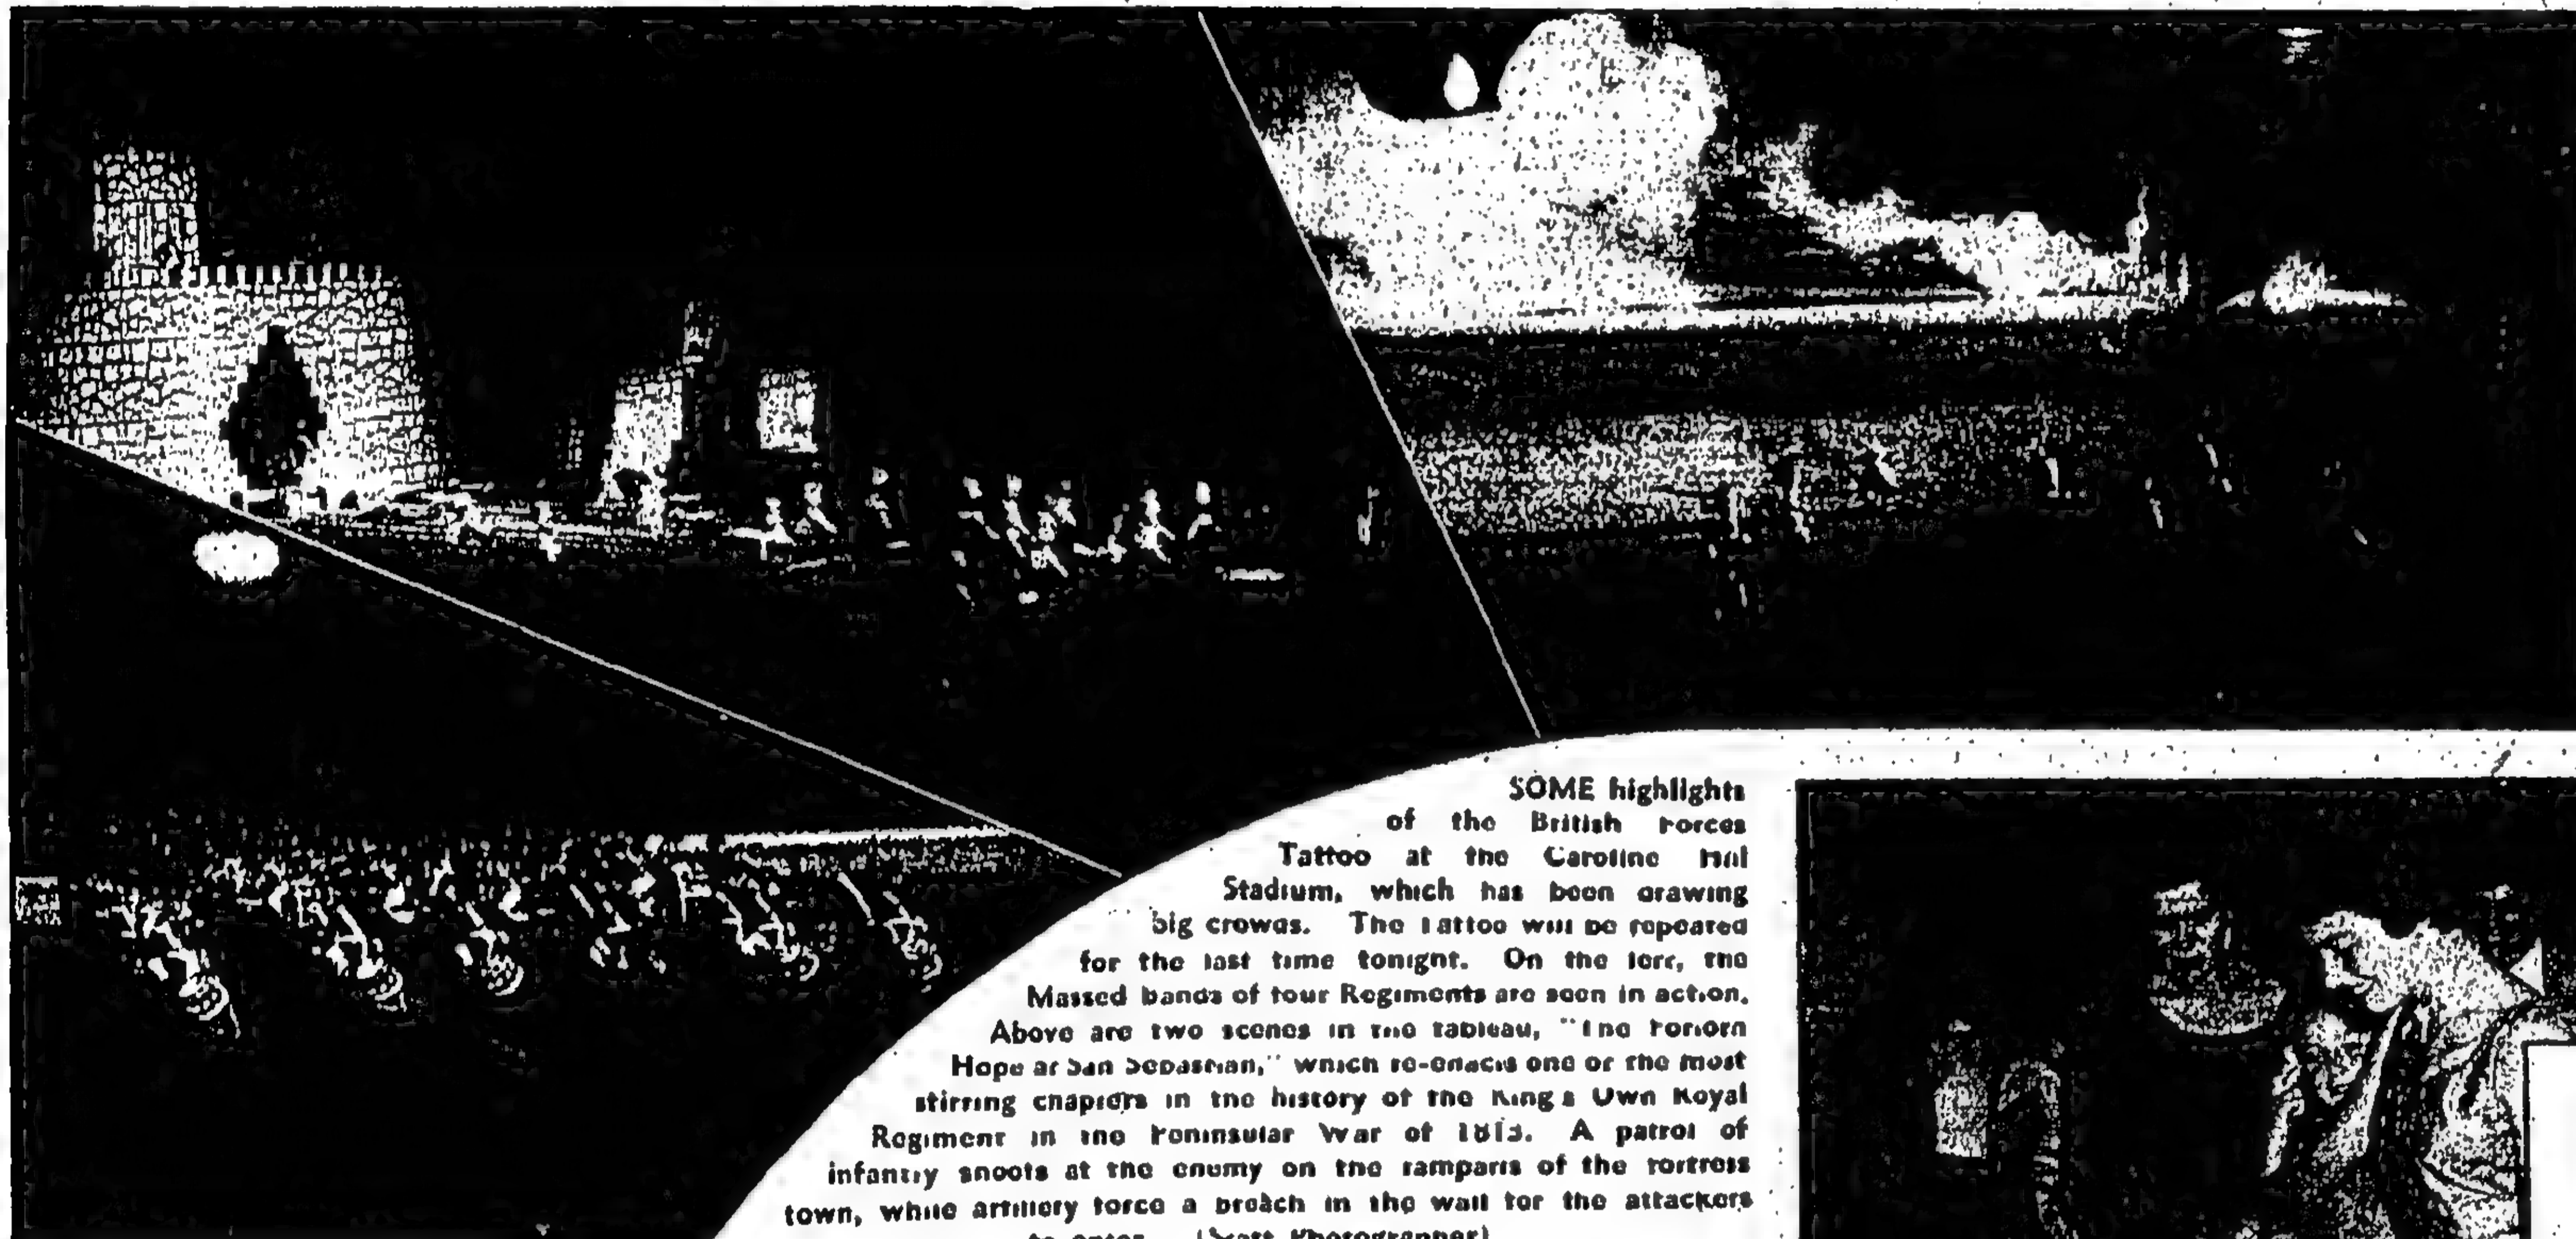 SOME highlights
of the British Forces
Tattoo at the Caroline Hill
Stadium, which has been drawing
big crowds. The Tattoo will be repeated
for the last time tonight. On the left, the
Massed bands of four Regiments are seen in action.
Above are two scenes in the tableau, "The Forlorn
Hope at San Sebastian," which re-enacts one of the most
stirring chapters in the history of the King's Own Royal
Regiment in the Peninsular War of 1813. A patrol of
infantry shoots at the enemy on the ramparts of the fortress
town, while artillery force a breach in the wall for the attackers
to enter. (Staff Photographer)